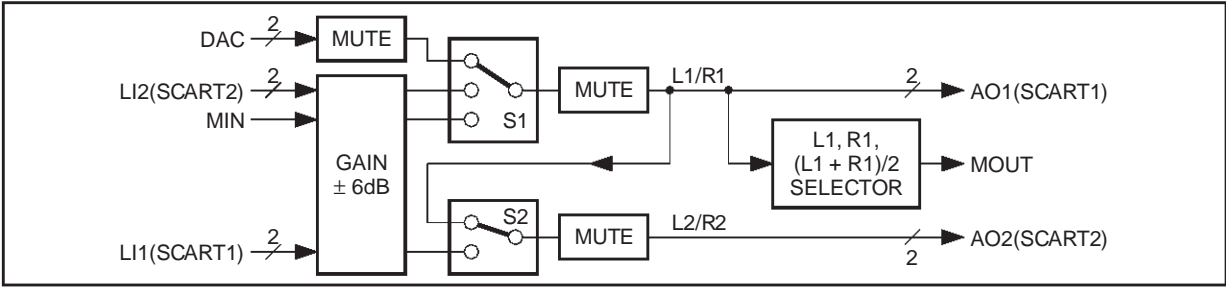 DAC
2
MUTE
LI2(SCART2)
2
MIN
LI1(SCART1)
2
GAIN
± 6dB
S1
MUTE
L1/R1
2
AO1(SCART1)
L1, R1,
(L1 + R1)/2
SELECTOR
MOUT
S2
MUTE
L2/R2
2
AO2(SCART2)